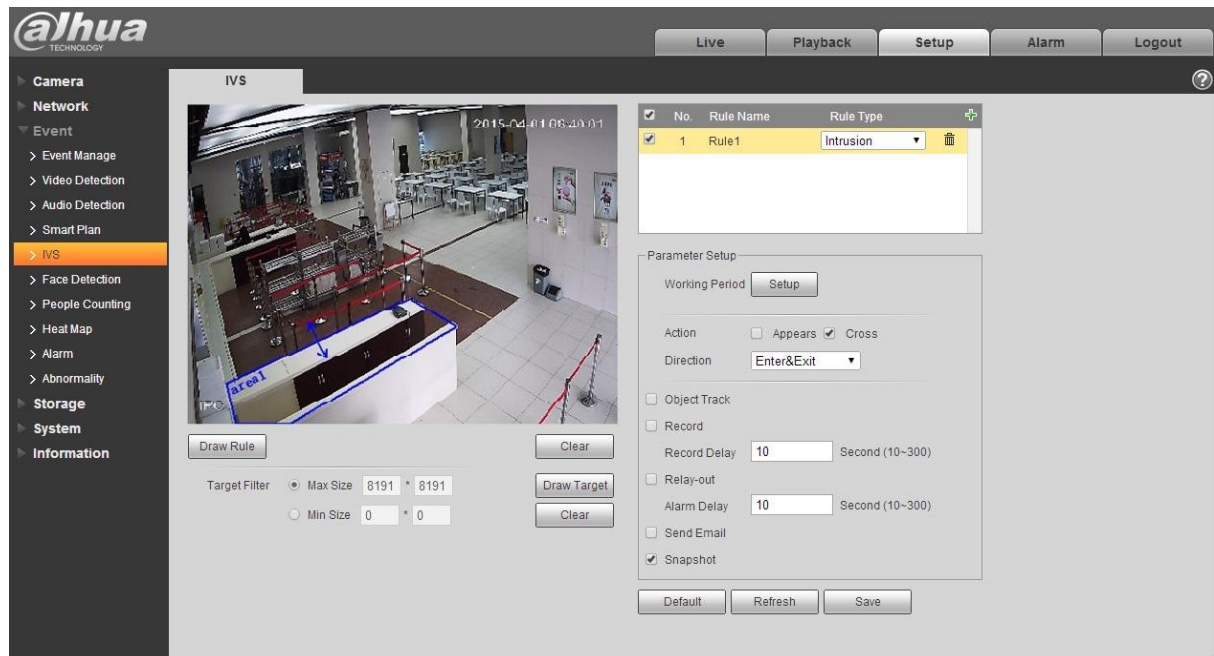 alhua
TECHNOLOGY
Live Playback Setup Alarm Logout
Camera
Network
Event
> Event Manage
> Video Detection
> Audio Detection
> Smart Plan
> IVS
> Face Detection
> People Counting
> Heat Map
> Alarm
> Abnormality
Storage
System
Information
IVS
?
2015-04-01 08:40:01
area1
IPC
Draw Rule Clear
Target Filter Max Size 8191 * 8191 Draw Target
Min Size 0 * 0 Clear
No. Rule Name Rule Type
1 Rule1 Intrusion
Parameter Setup
Working Period Setup
Action Appears Cross
Direction Enter&Exit
Object Track
Record
Record Delay 10 Second (10~300)
Relay-out
Alarm Delay 10 Second (10~300)
Send Email
Snapshot
Default Refresh Save